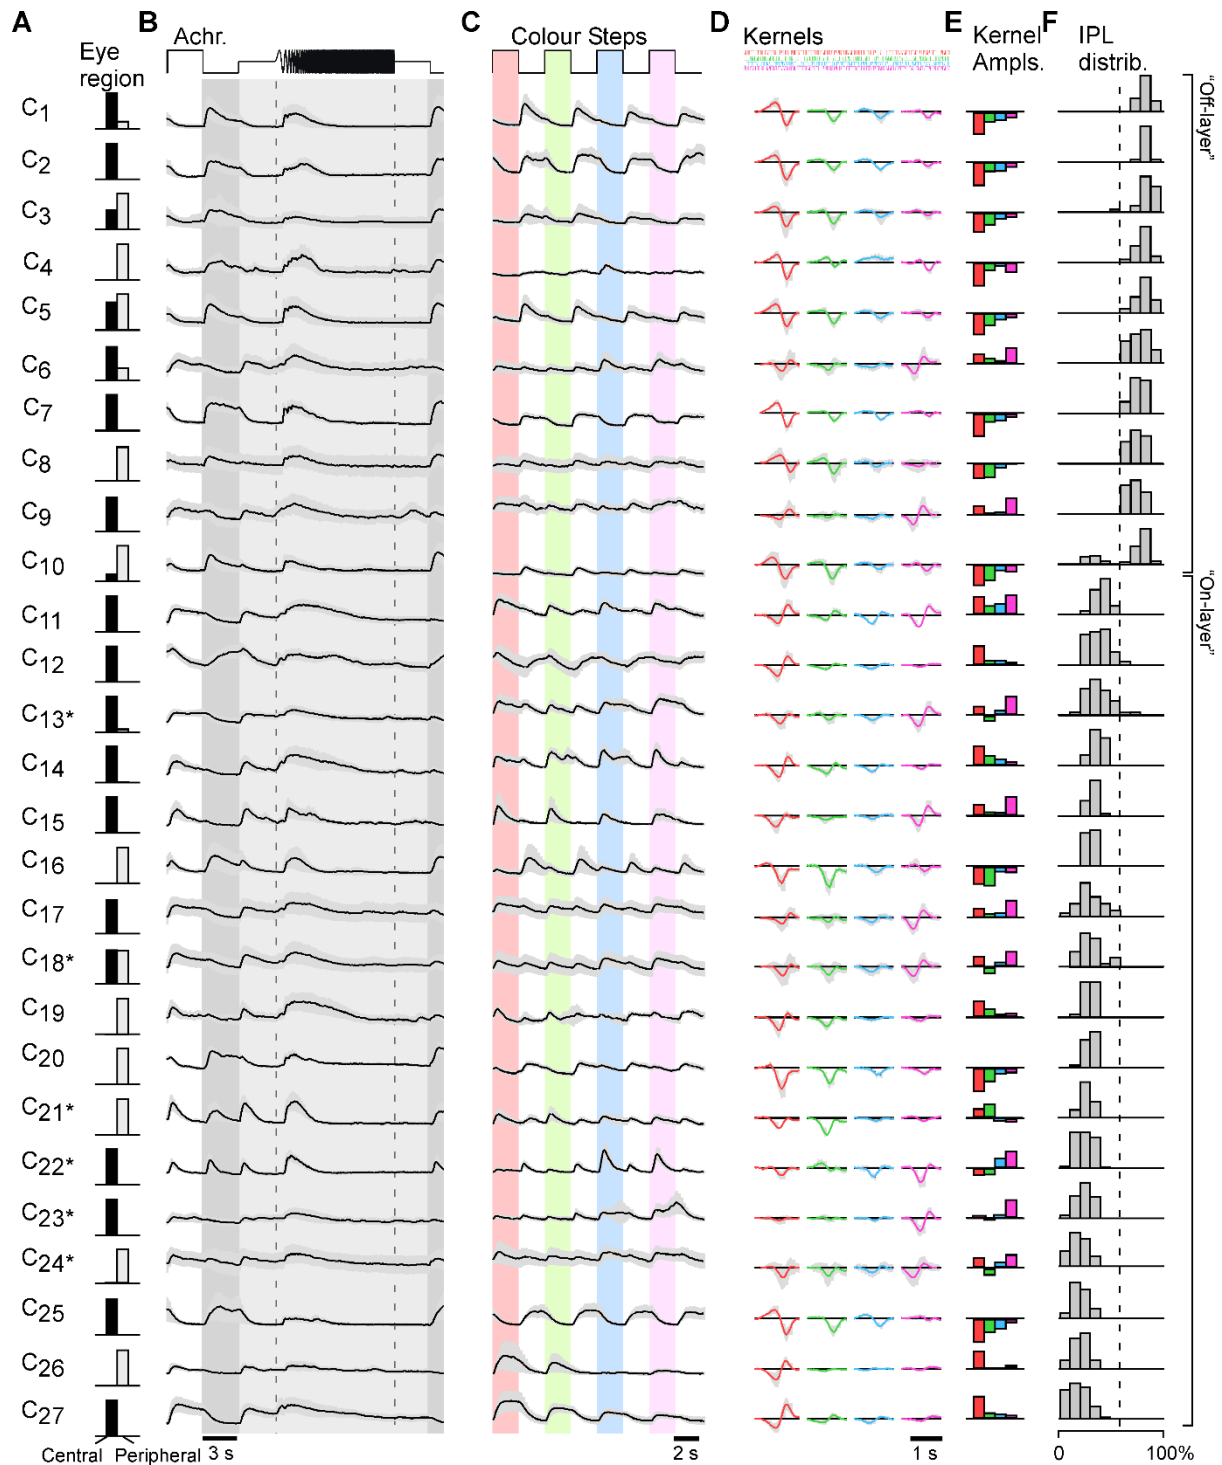 A B C D E F
Eye region
Achr.
Colour Steps
Kernels
Kernel Ampls.
IPL distrib.
C1
C2
C3
C4
C5
C6
C7
C8
C9
C10
C11
C12
C13*
C14
C15
C16
C17
C18*
C19
C20
C21*
C22*
C23*
C24*
C25
C26
C27
"Off-layer"
"On-layer"
Central Peripheral 3 s 2 s 1 s 0 100%